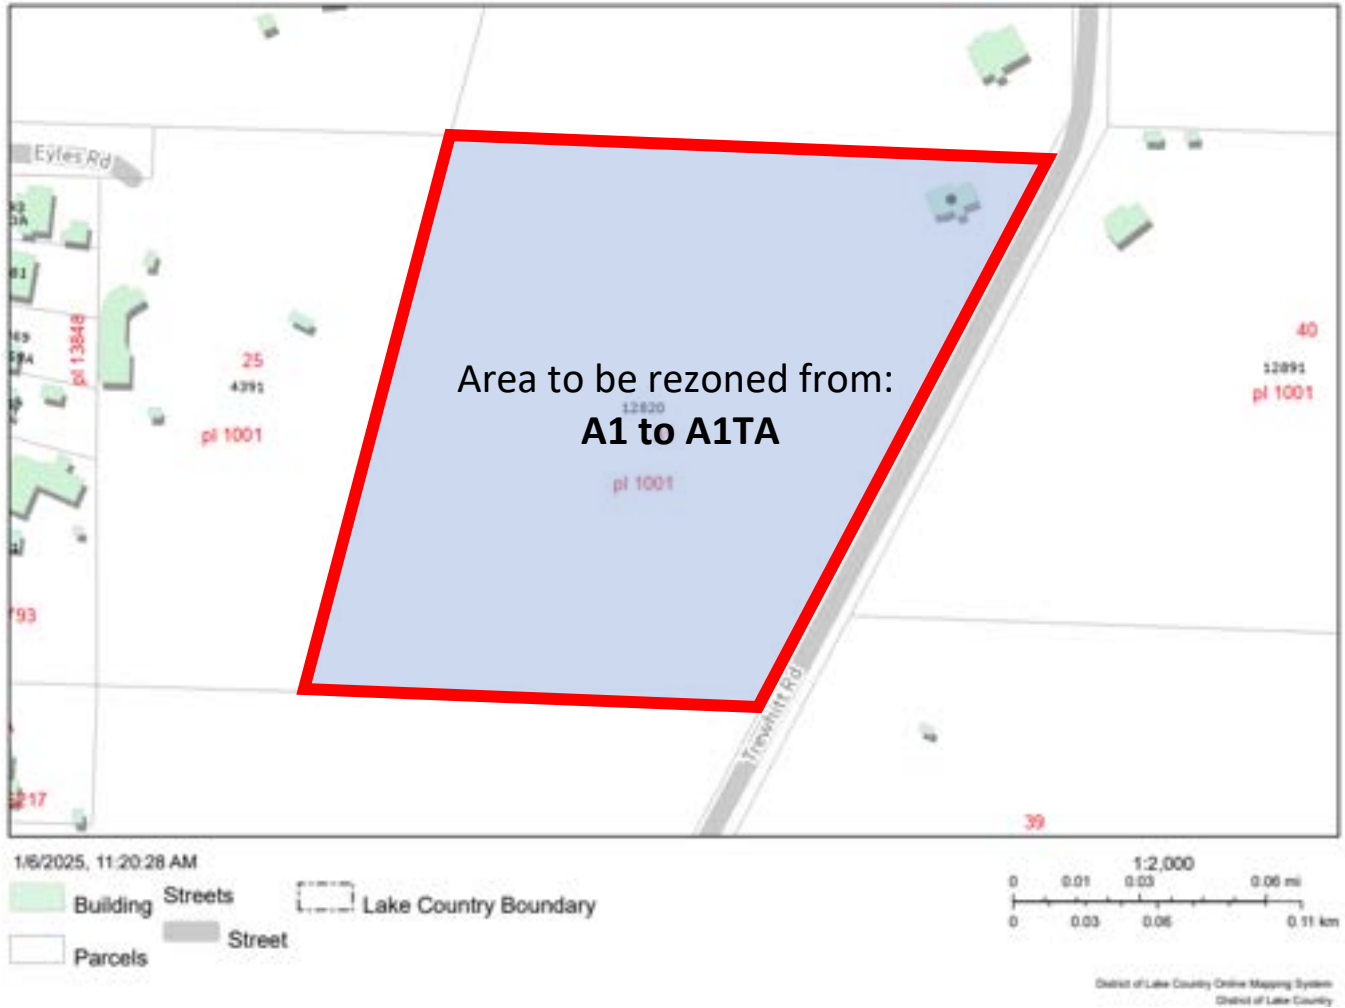 Eyles Rd
81
pl 13848
25
4391
pl 1001
Area to be rezoned from:
12820
A1 to A1TA
pl 1001
40
12891
pl 1001
793
Trewhitt Rd
217
39
1/6/2025, 11:20:28 AM
Building
Streets
Lake Country Boundary
Street
Parcels
1:2,000
0 0.01 0.03 0.06 mi
0 0.03 0.06 0.11 km
District of Lake Country Online Mapping System
District of Lake Country